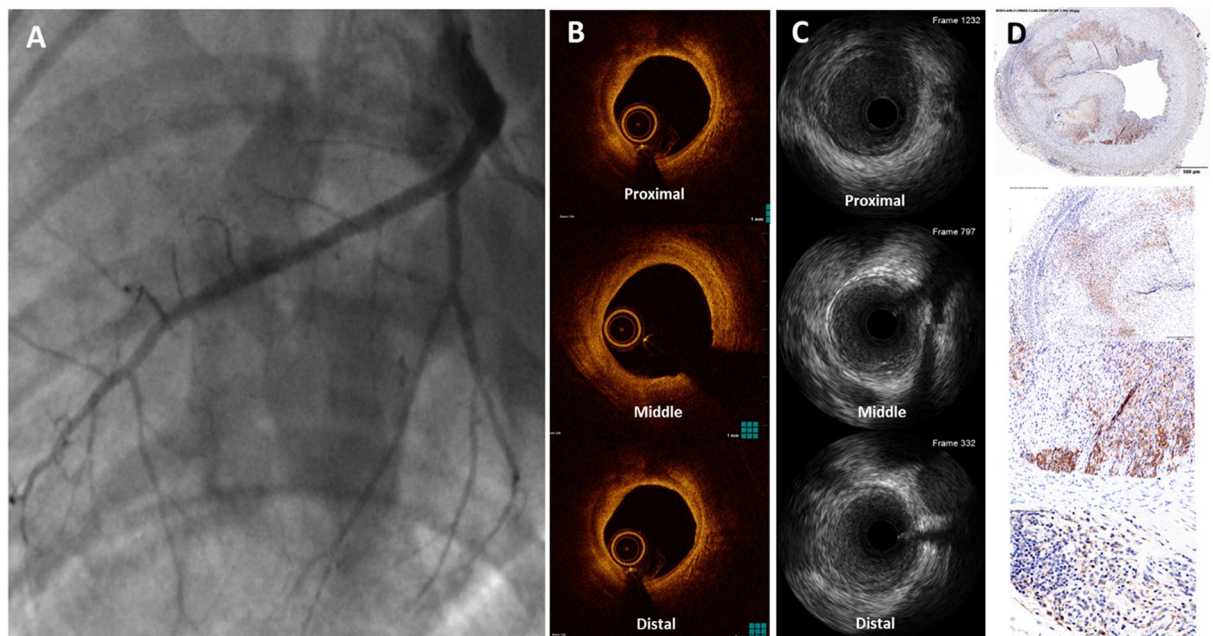 A
B
C
D
Proximal
1 mm
Middle
1 mm
Distal
Frame 1232
Proximal
Frame 797
Middle
Frame 332
Distal
500 µm